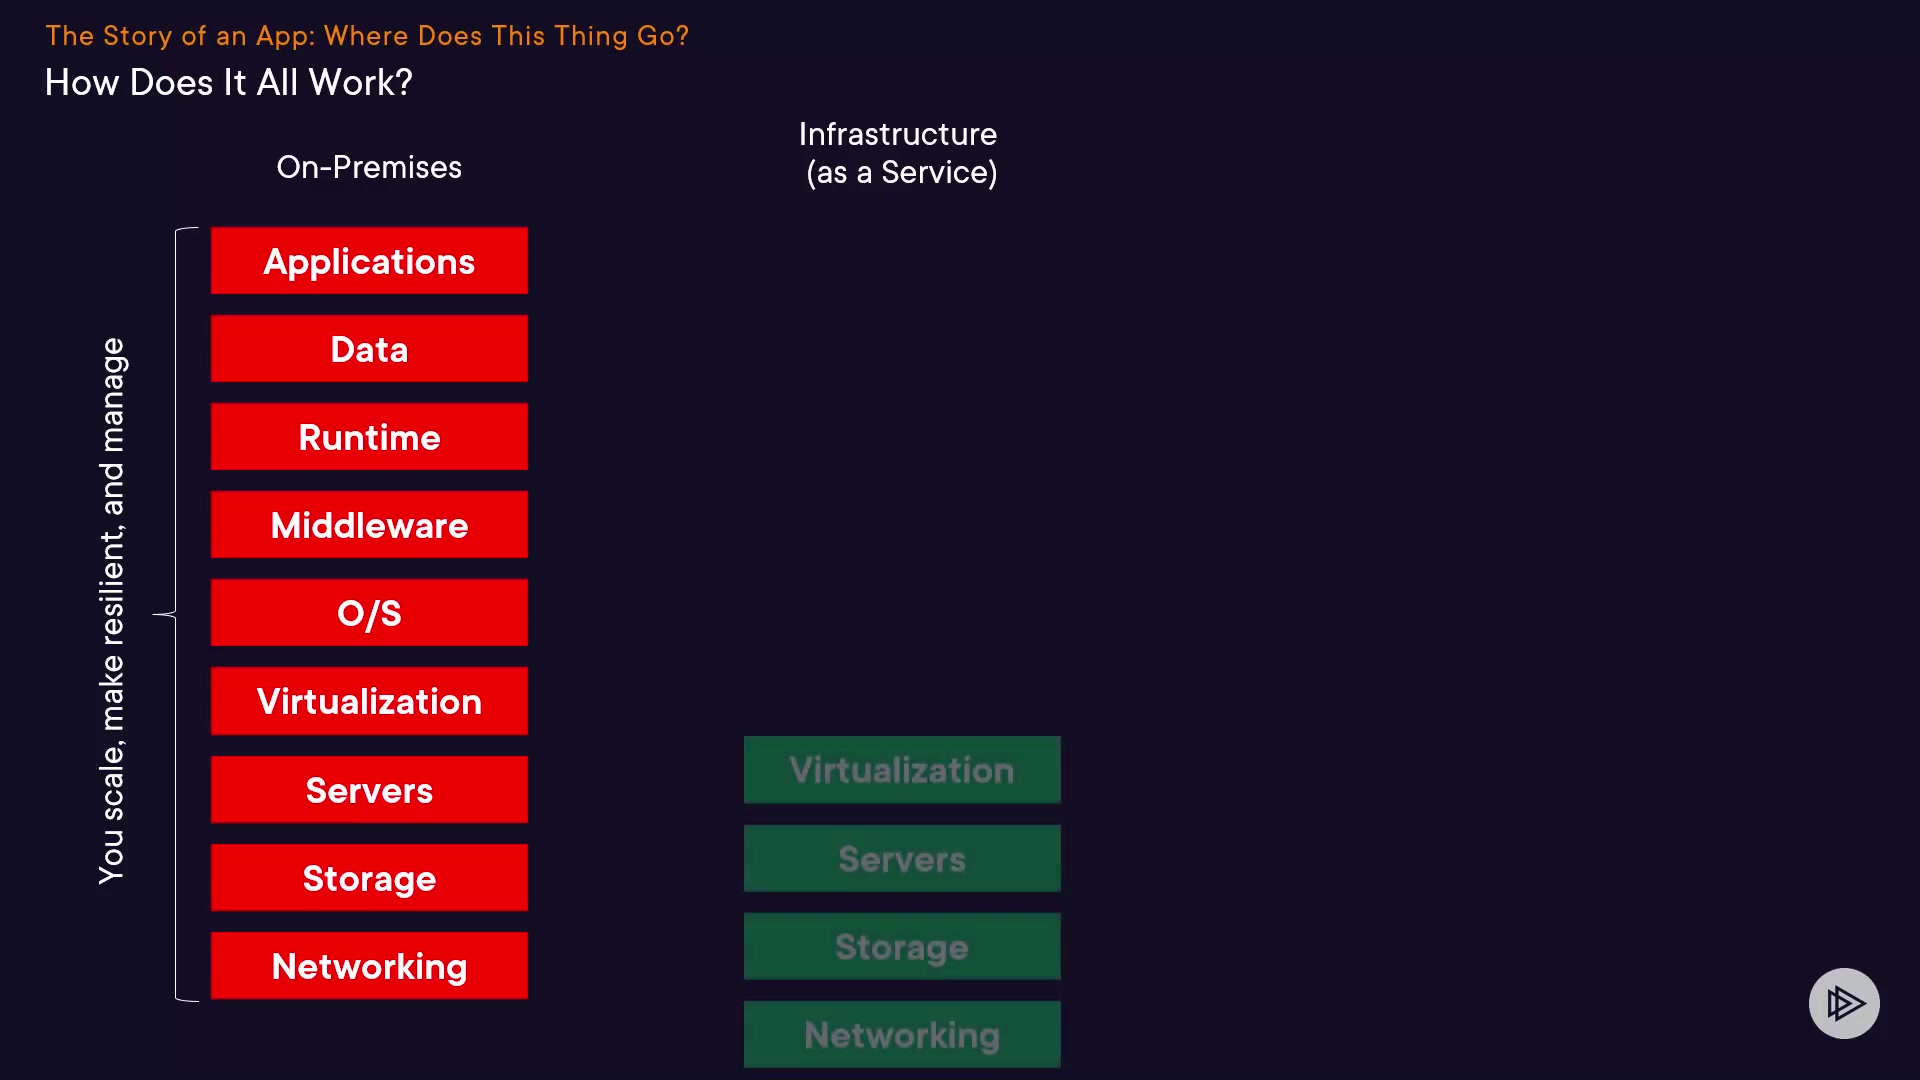 The Story of an App: Where Does This Thing Go?
How Does It All Work?
On-Premises
Infrastructure
(as a Service)
You scale, make resilient, and manage
Applications
Data
Runtime
Middleware
O/S
Virtualization
Servers
Storage
Networking
Virtualization
Servers
Storage
Networking